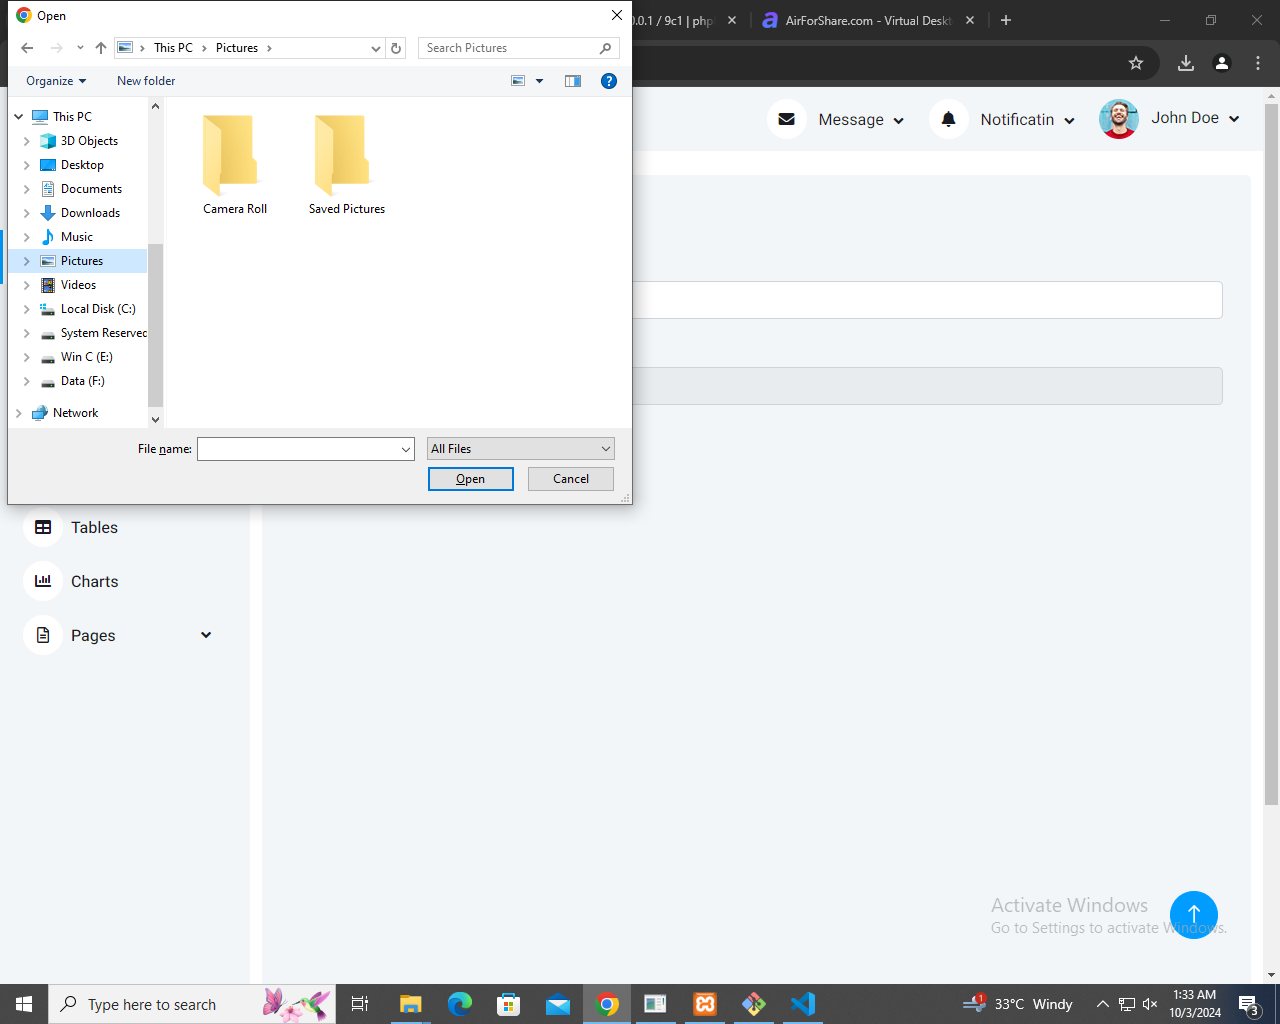 Open
0.0.1 / 9c1 | php
AirForShare.com - Virtual Deskt
This PC
Pictures
Search Pictures
Organize
New folder
This PC
3D Objects
Desktop
Documents
Downloads
Music
Pictures
Videos
Local Disk (C:)
System Reserved
Win C (E:)
Data (F:)
Network
Camera Roll
Saved Pictures
File name:
All Files
Open
Cancel
Message
Notificatin
John Doe
Tables
Charts
Pages
Activate Windows
Go to Settings to activate Windows.
Type here to search
1
33°C Windy
1:33 AM
10/3/2024
3